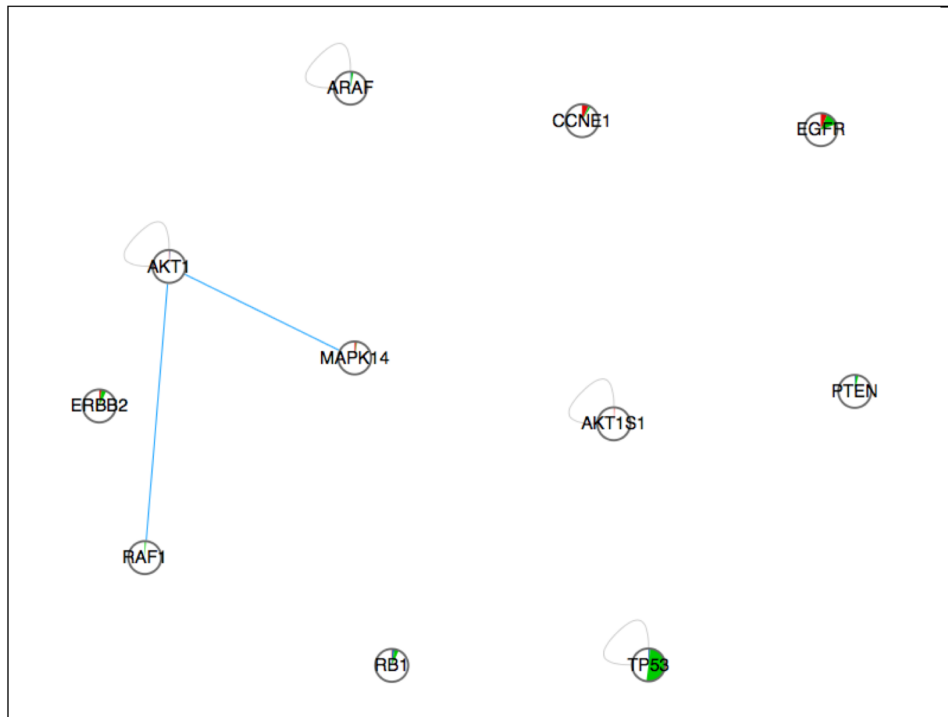 ARAF
CCNE1
EGFR
AKT1
MAPK14
ERBB2
PTEN
AKT1S1
RAF1
RB1
TP53